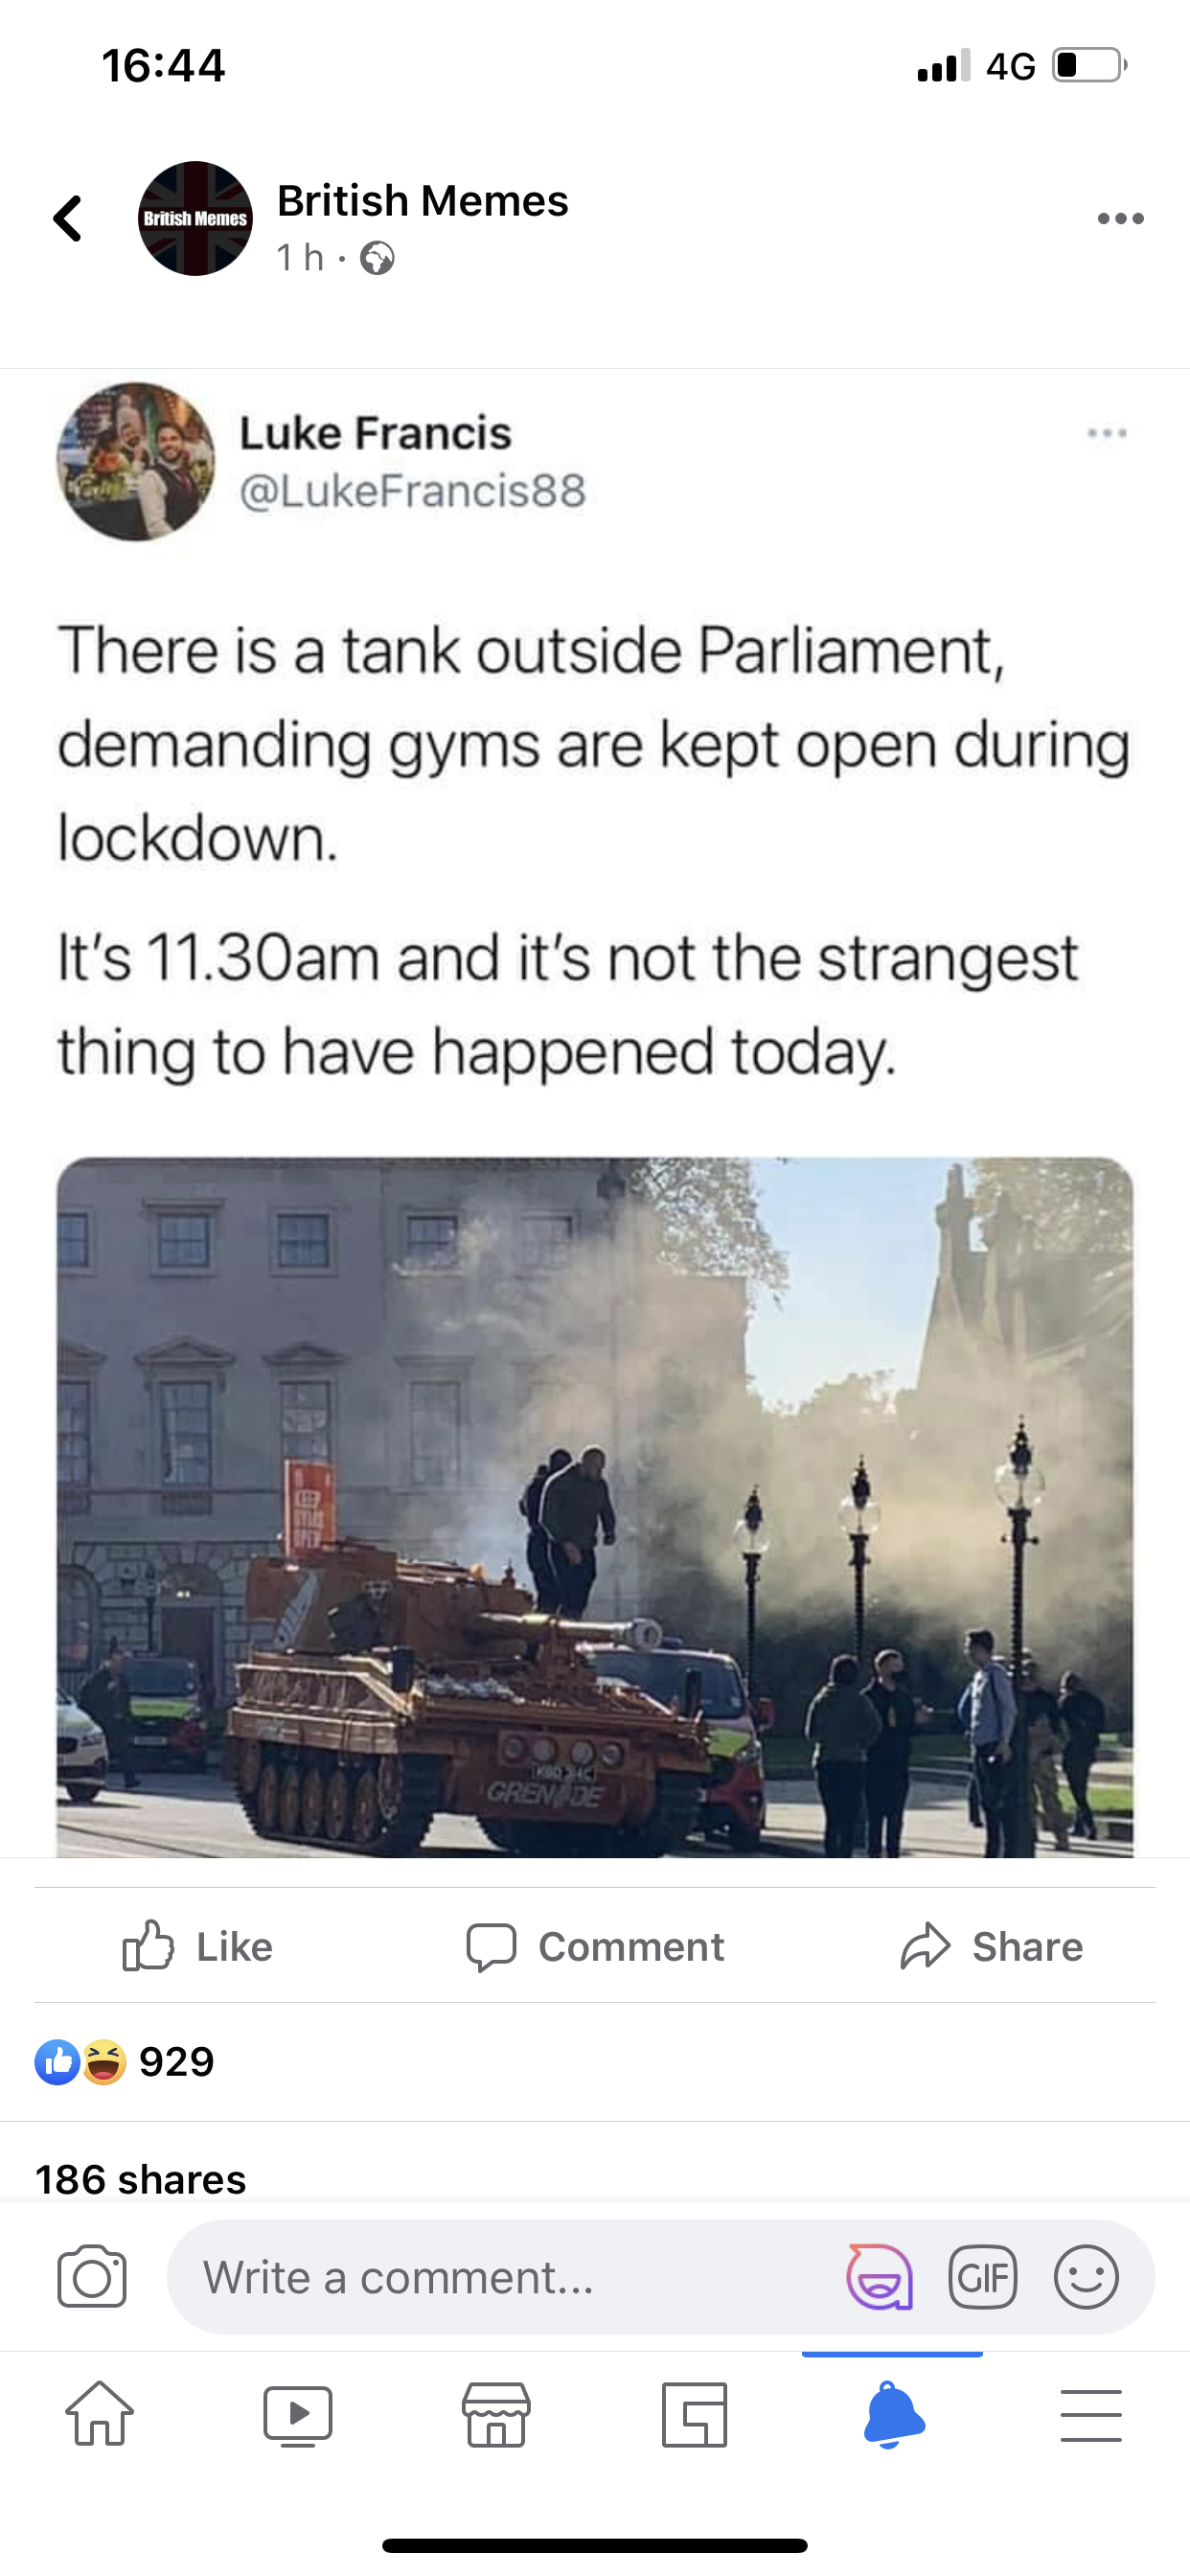 16:44
4G
British Memes
British Memes
1 h ·
Luke Francis
@LukeFrancis88
There is a tank outside Parliament,
demanding gyms are kept open during
lockdown.
It's 11.30am and it's not the strangest
thing to have happened today.
KEEP
GYMS
OPEN
GRENADE
Like
Comment
Share
929
186 shares
Write a comment...
GIF